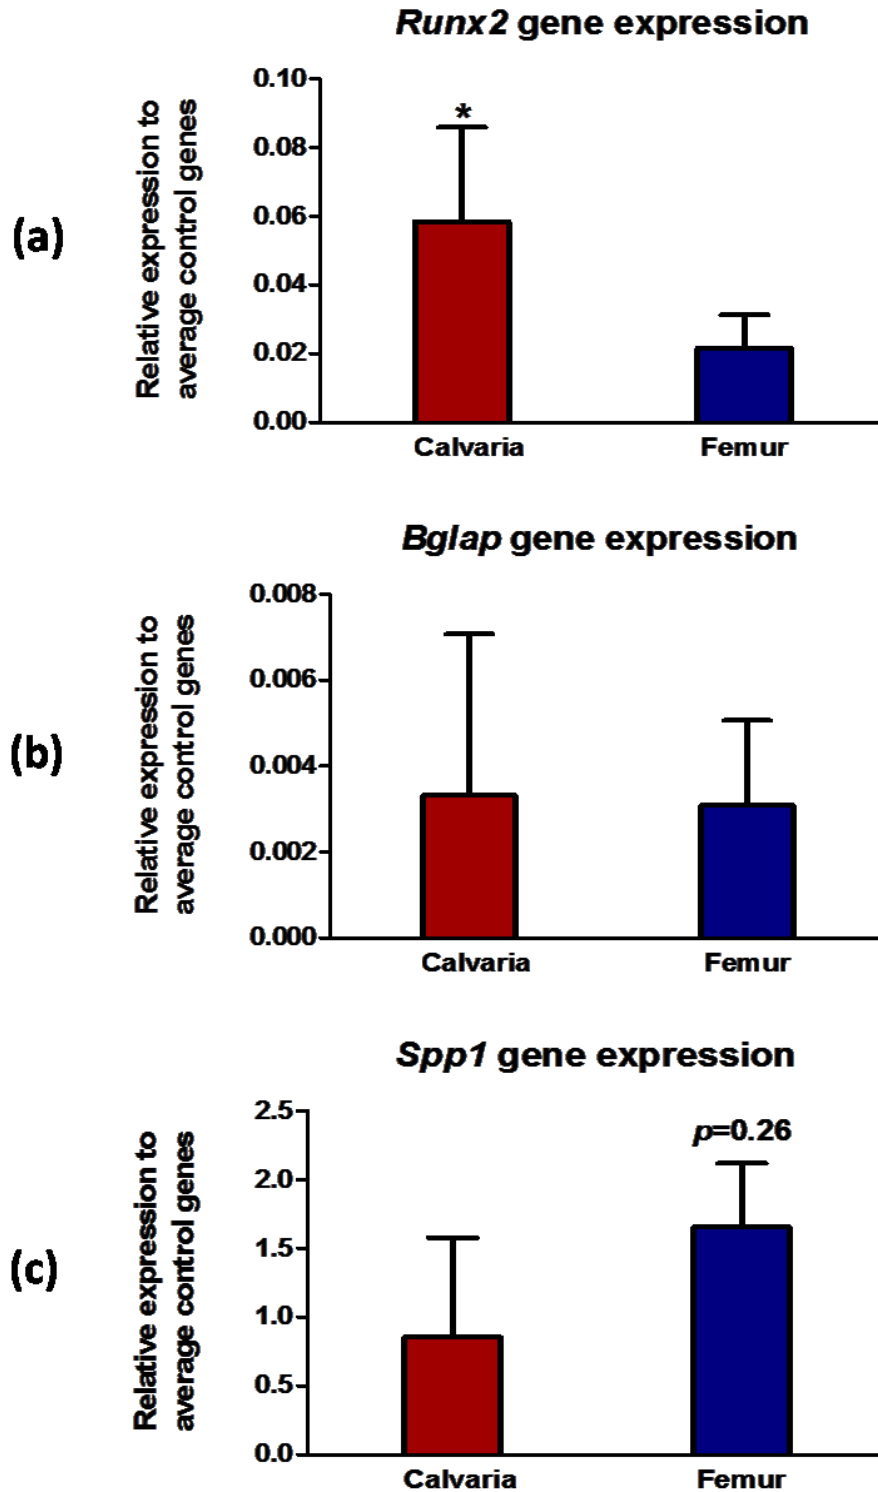 Runx2 gene expression
(a)
Relative expression to
average control genes
0.10
0.08
0.06
0.04
0.02
0.00
*
Calvaria
Femur
Bglap gene expression
(b)
Relative expression to
average control genes
0.008
0.006
0.004
0.002
0.000
Calvaria
Femur
Spp1 gene expression
(c)
Relative expression to
average control genes
2.5
2.0
1.5
1.0
0.5
0.0
p=0.26
Calvaria
Femur